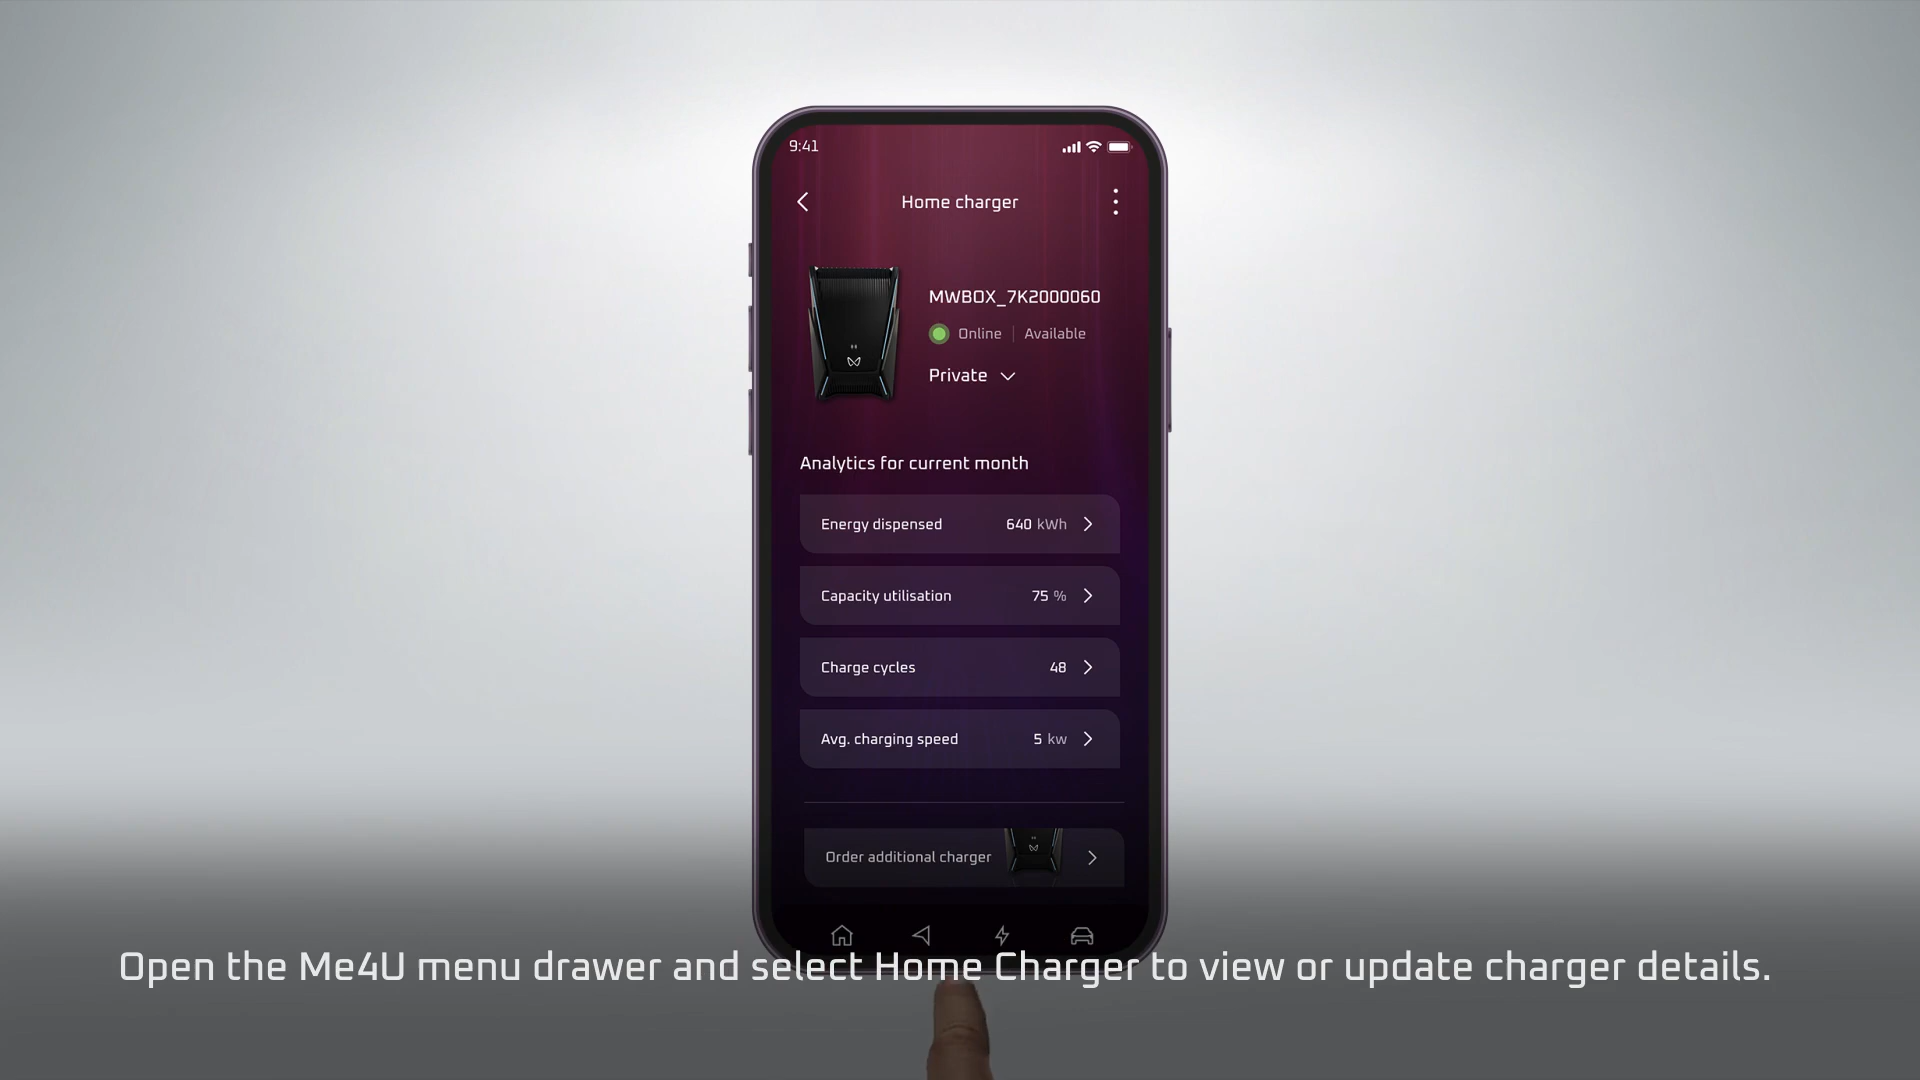 9:41
Home charger
MWBOX_7K2000060
Online | Available
Private
Analytics for current month
Energy dispensed 640 kWh
Capacity utilisation 75 %
Charge cycles 48
Avg. charging speed 5 kw
Order additional charger
Open the Me4U menu drawer and select Home Charger to view or update charger details.